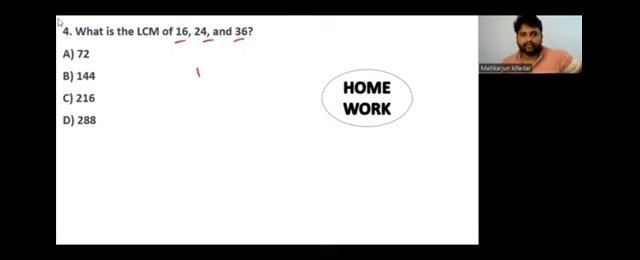 4. What is the LCM of 16, 24, and 36?
A) 72
B) 144
C) 216
D) 288
HOME
WORK
Mallikarjun killedar